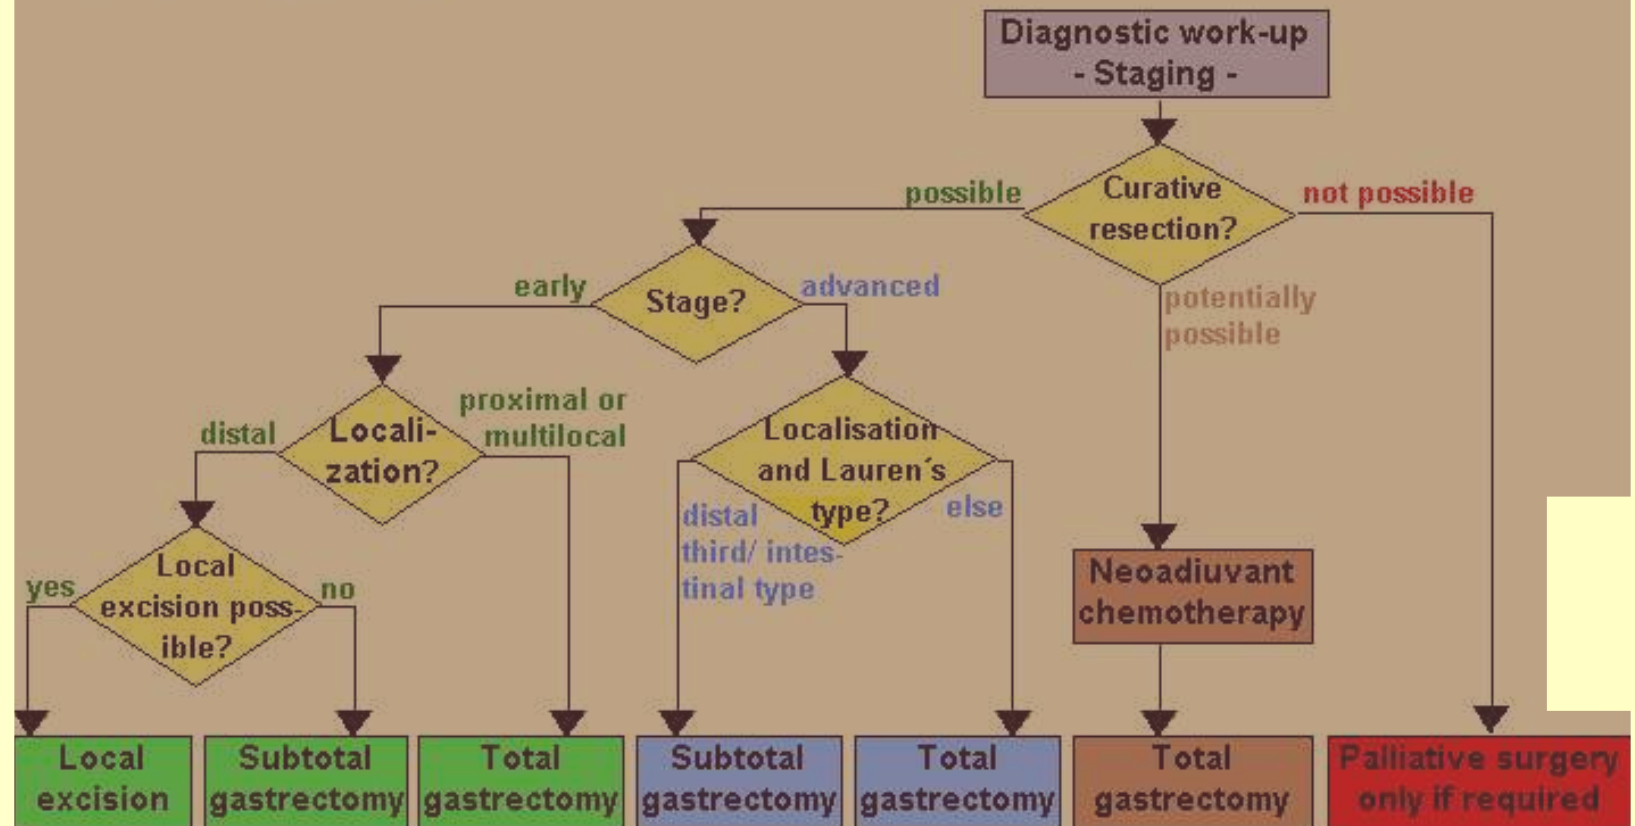 Diagnostic work-up
- Staging -
Curative
resection?
possible
not possible
potentially
possible
Stage?
early
advanced
Locali-
zation?
distal
proximal or
multilocal
Localisation
and Lauren´s
type?
distal
third/ intes-
tinal type
else
Local
excision poss-
ible?
yes
no
Neoadiuvant
chemotherapy
Local
excision
Subtotal
gastrectomy
Total
gastrectomy
Subtotal
gastrectomy
Total
gastrectomy
Total
gastrectomy
Palliative surgery
only if required